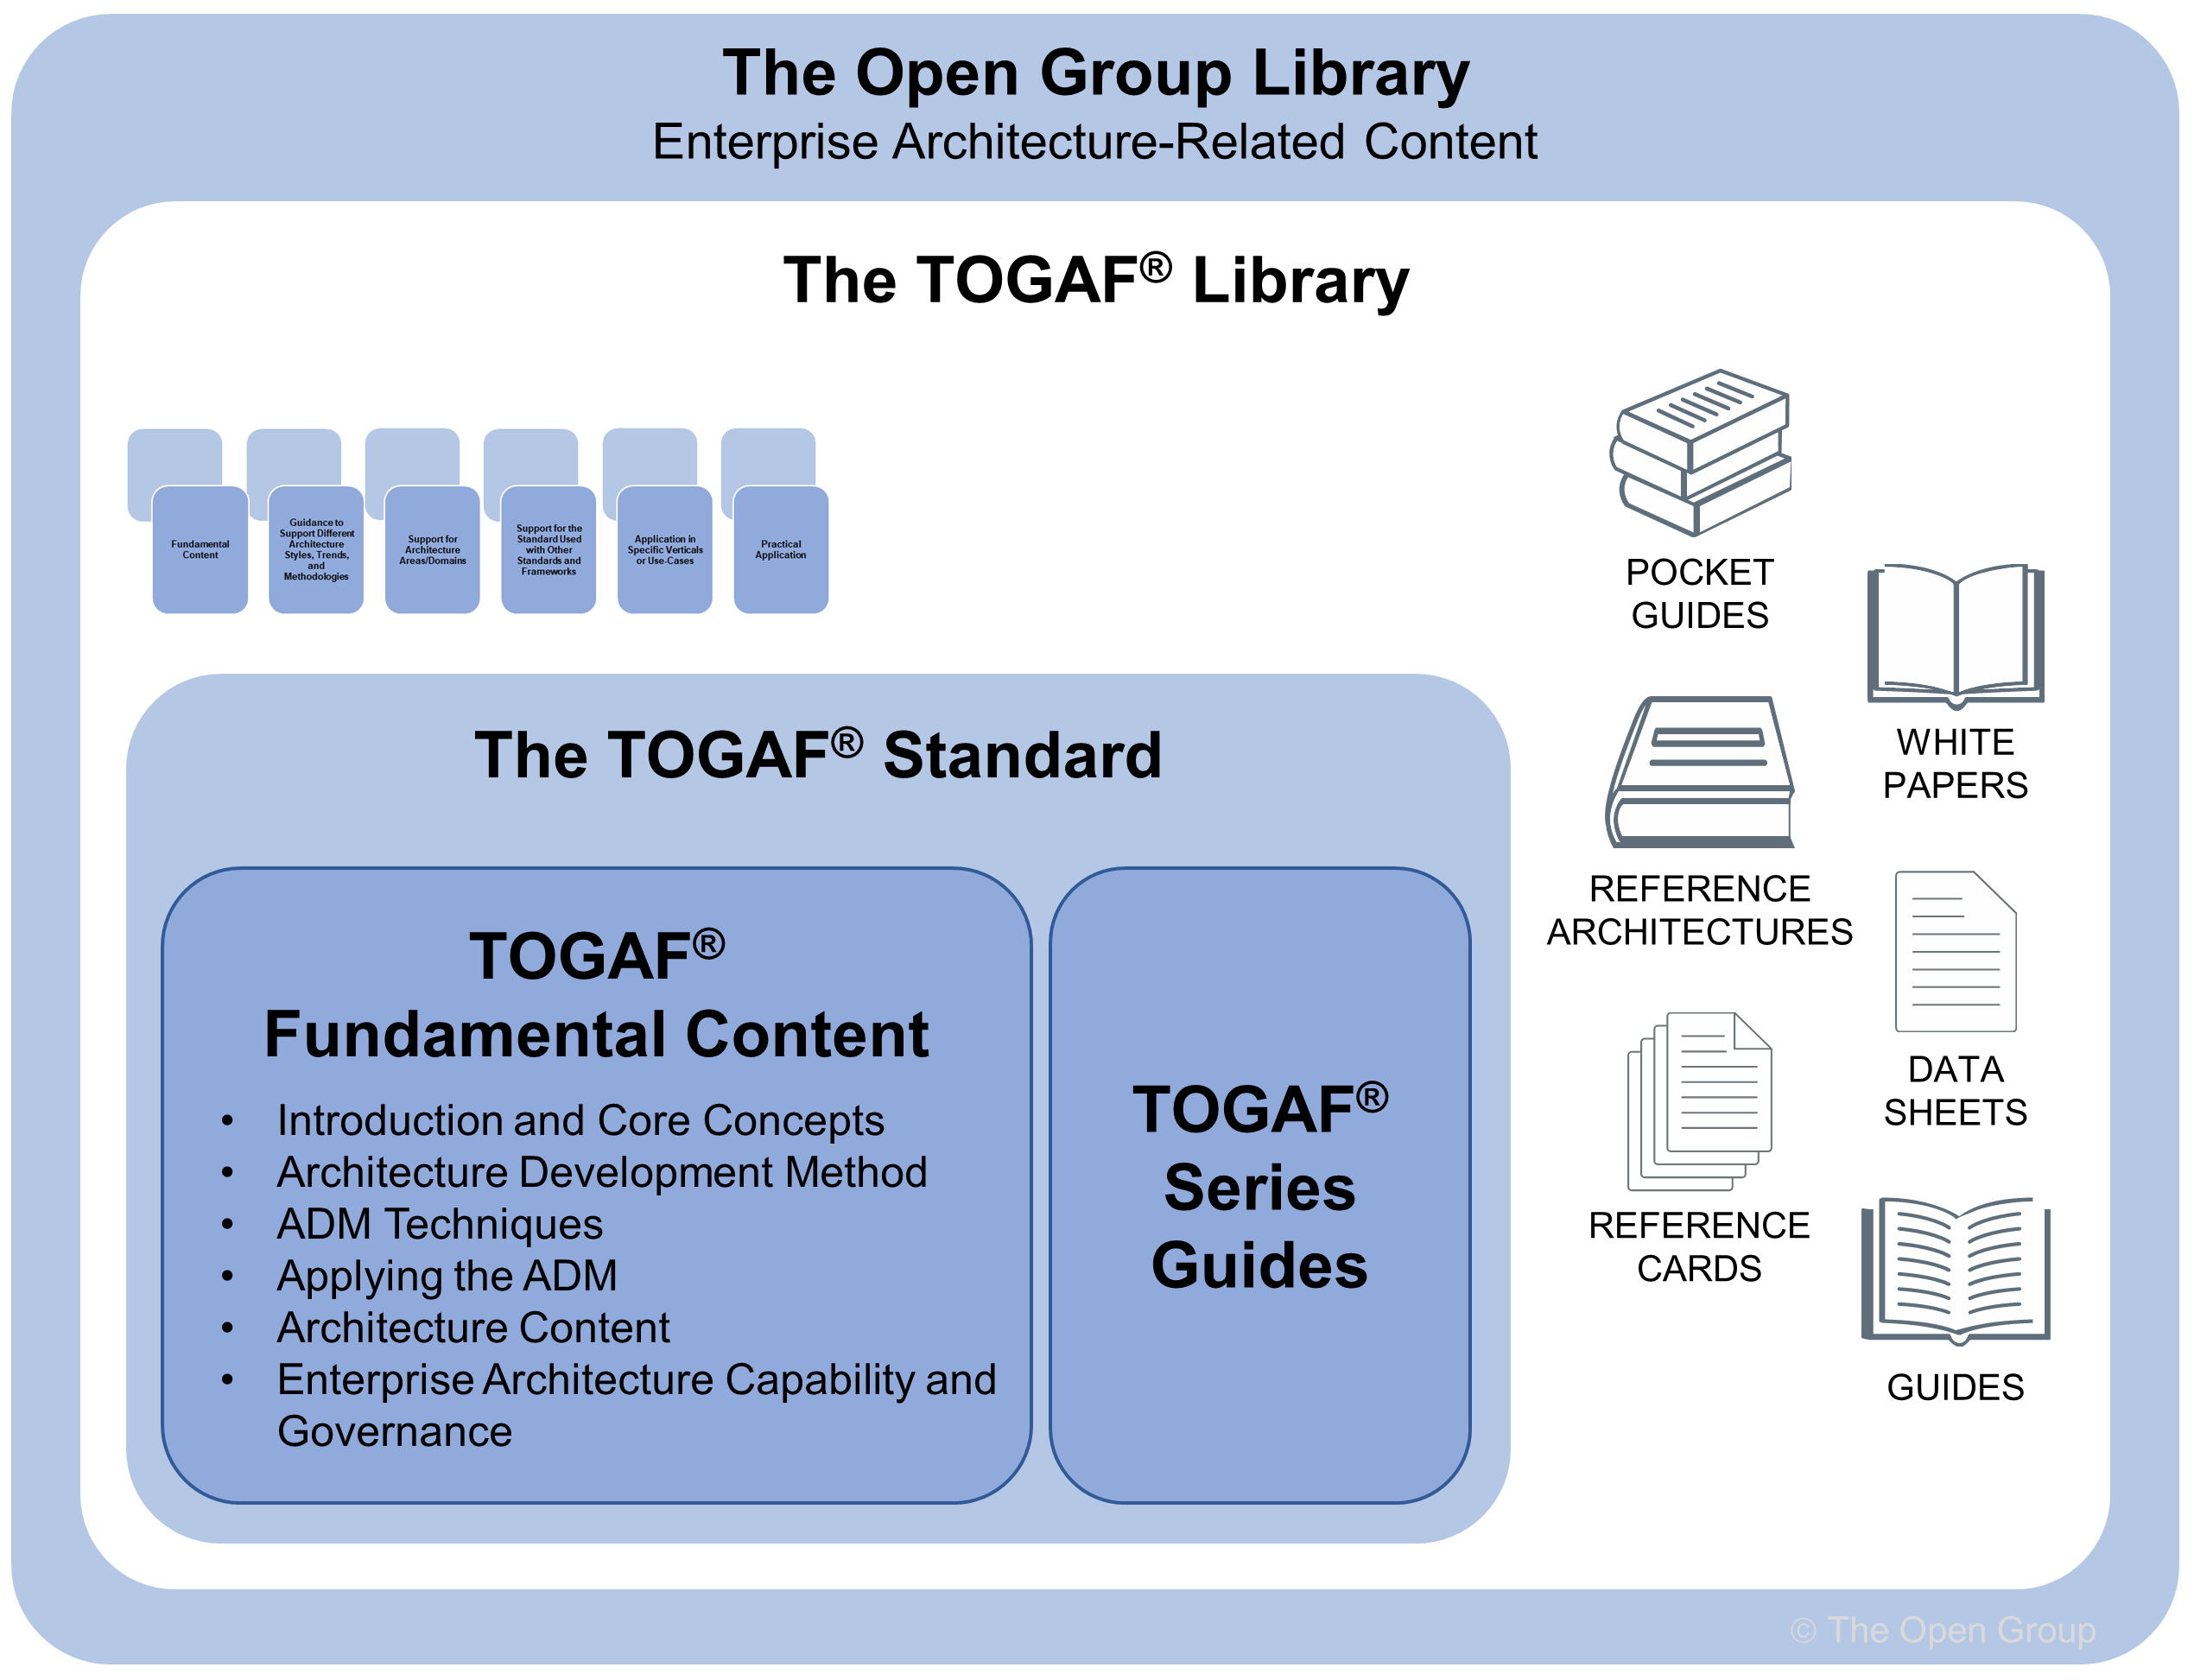 The Open Group Library
Enterprise Architecture-Related Content
The TOGAF® Library
Fundamental
Content
Guidance to
Support Different
Architecture
Styles, Trends,
and
Methodologies
Support for
Architecture
Areas/Domains
Support for the
Standard Used
with Other
Standards and
Frameworks
Application in
Specific Verticals
or Use-Cases
Practical
Application
POCKET
GUIDES
WHITE
PAPERS
REFERENCE
ARCHITECTURES
DATA
SHEETS
REFERENCE
CARDS
GUIDES
The TOGAF® Standard
TOGAF®
Fundamental Content
• Introduction and Core Concepts
• Architecture Development Method
• ADM Techniques
• Applying the ADM
• Architecture Content
• Enterprise Architecture Capability and
Governance
TOGAF®
Series
Guides
© The Open Group